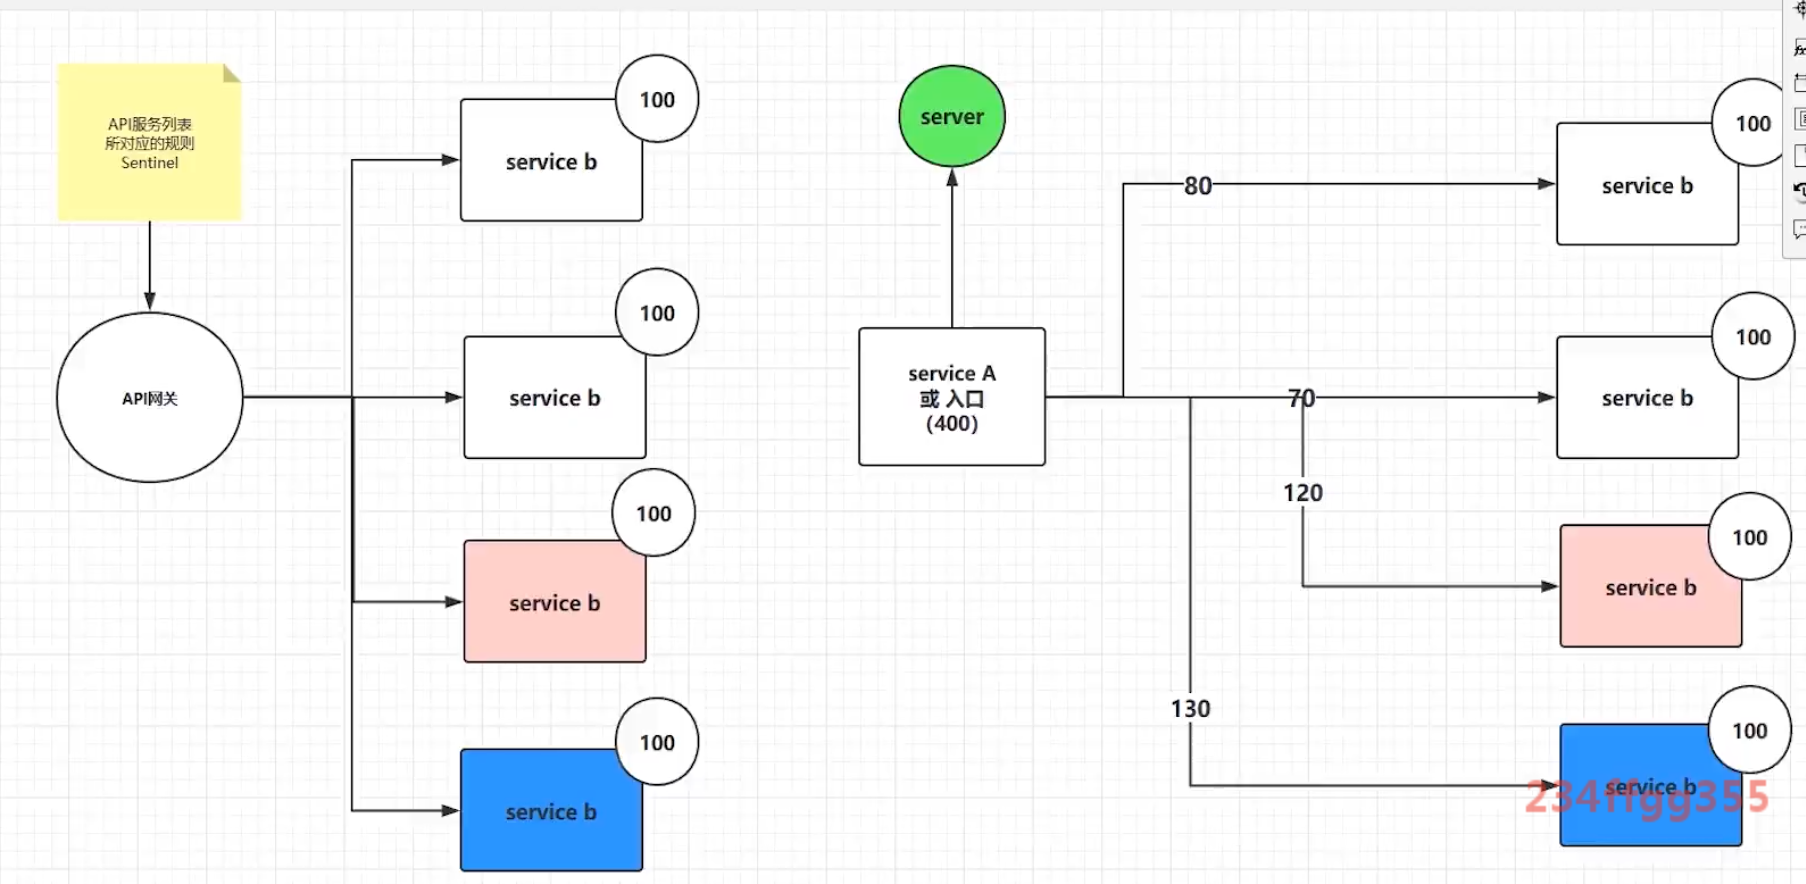 API服务列表
所对应的规则
Sentinel
API网关
100
service b
100
service b
100
service b
100
service b
server
service A
或 入口
(400)
80
70
120
130
100
service b
100
service b
100
service b
100
service b
234ffgg355